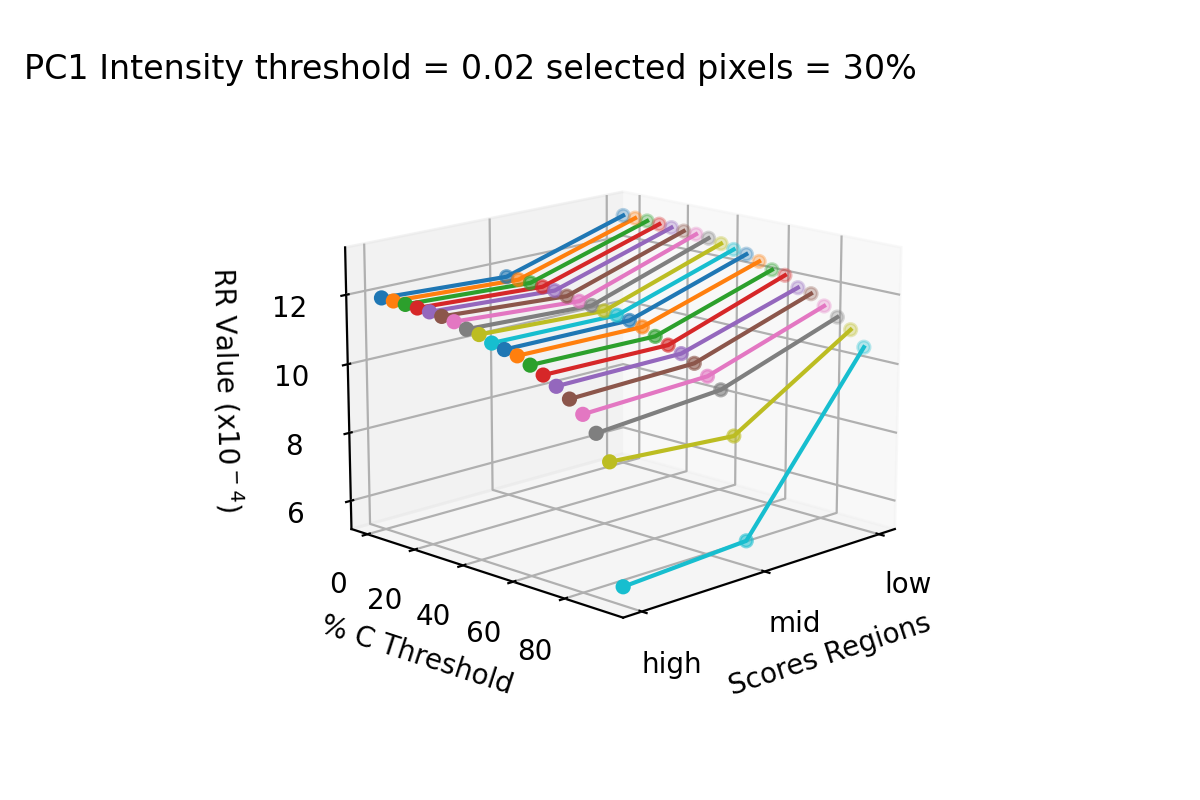 PC1 Intensity threshold = 0.02 selected pixels = 30%
12
10
8
6
RR Value (x10⁻⁴)
0
20
40
60
80
% C Threshold
high
mid
low
Scores Regions